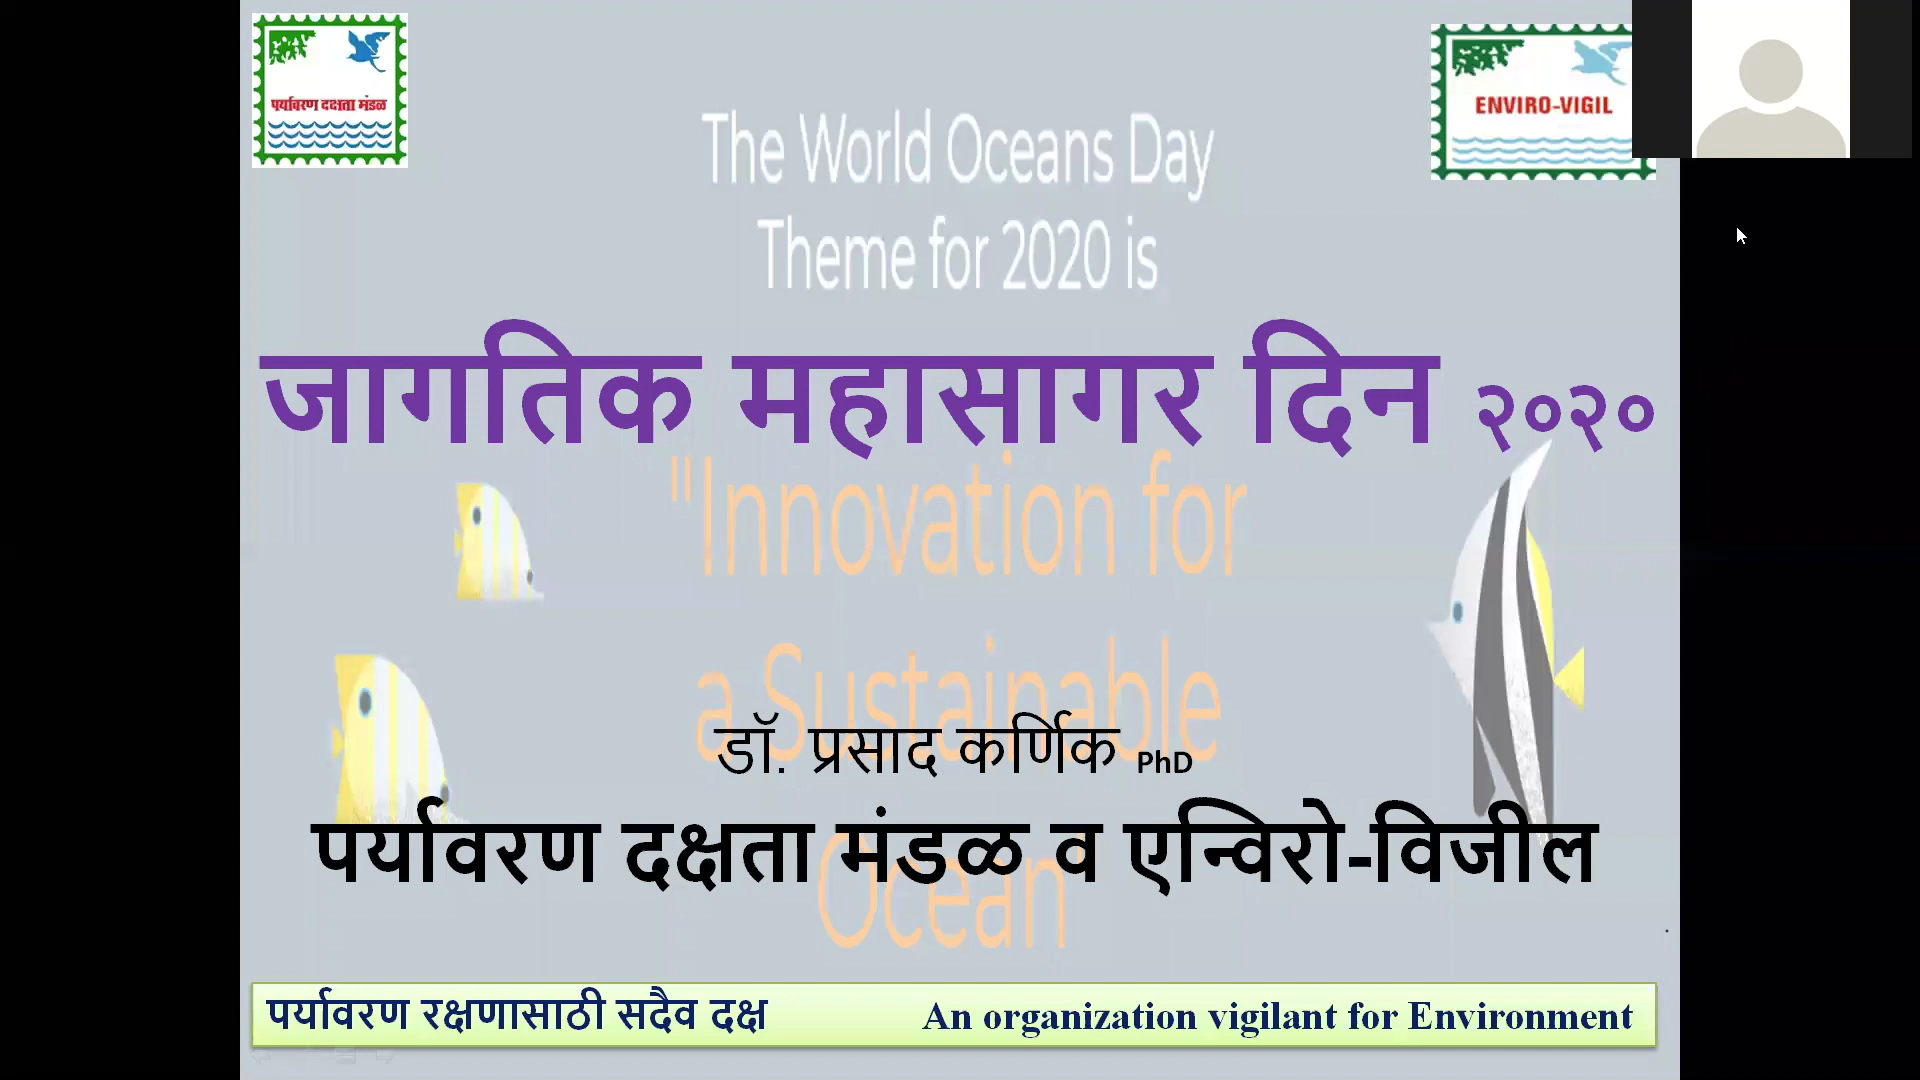 पर्यावरण दक्षता मंडळ
ENVIRO-VIGIL
The World Oceans Day
Theme for 2020 is
जागतिक महासागर दिन २०२०
"Innovation for
a Sustainable
डॉ. प्रसाद कर्णिक PhD
पर्यावरण दक्षता मंडळ व एन्विरो-विजील
Ocean"
पर्यावरण रक्षणासाठी सदैव दक्ष An organization vigilant for Environment